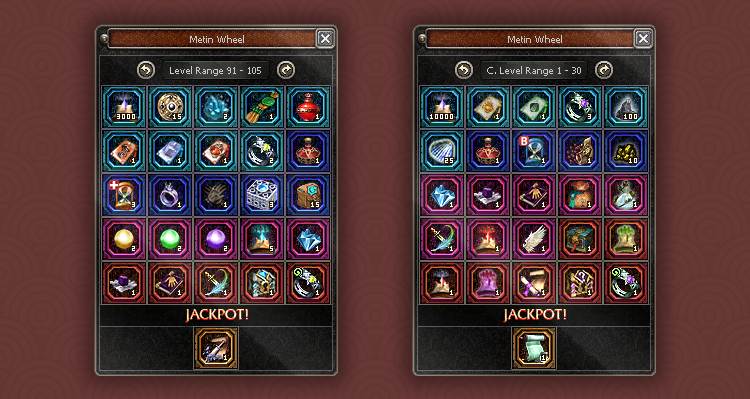 Metin Wheel
Level Range 91 - 105
3000 15 2 1 1
1 1 1 2 1
3 1 1 3 15
2 2 2 5 2
1 1 1 1 1
JACKPOT!
1
Metin Wheel
C. Level Range 1 - 30
10000 1 1 3 100
25 1 B 1 1 10
1 1 1 1 1
1 1 1 1 1
1 1 1 1 1
JACKPOT!